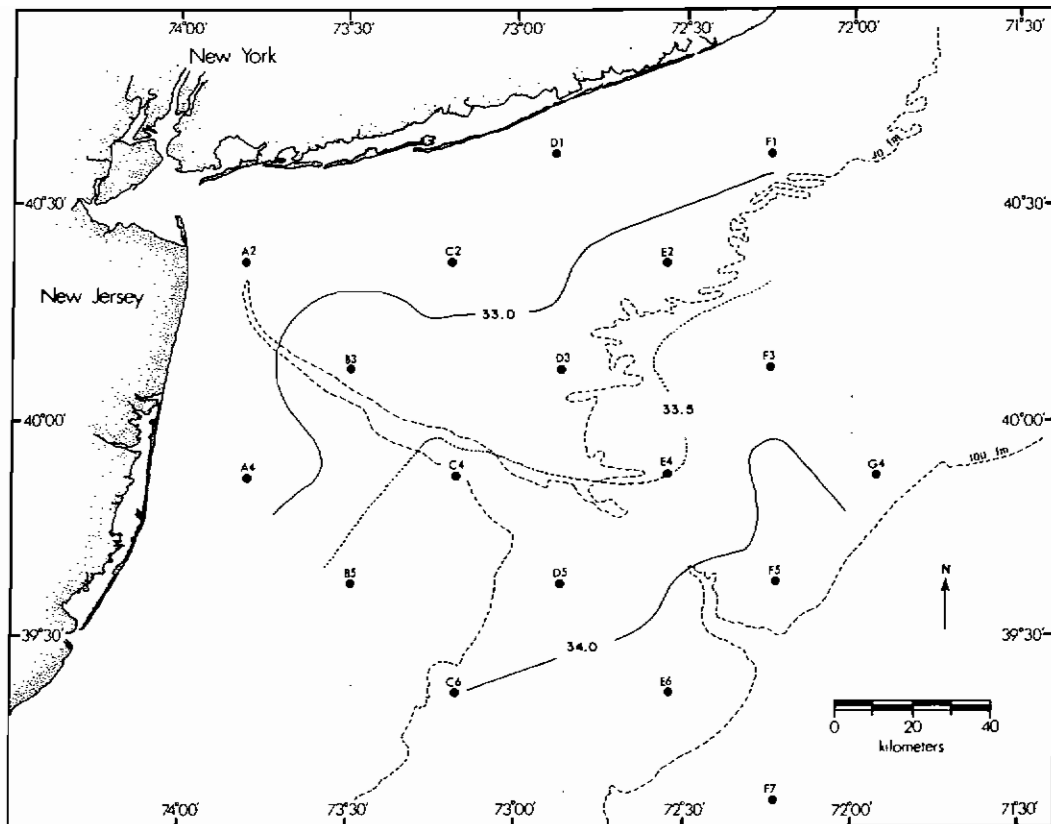 74°00' 73°30' 73°00' 72°30' 72°00' 71°30'
New York
D1 F1
40 fm
40°30' 40°30'
A2 C2 E2
New Jersey
33.0
B3 D3 F3
33.5
40°00' 40°00'
100 fm
A4 C4 E4 G4
B5 D5 F5
N
39°30' 39°30'
34.0
C6 E6
0 20 40
kilometers
F7
74°00' 73°30' 73°00' 72°30' 72°00' 71°30'